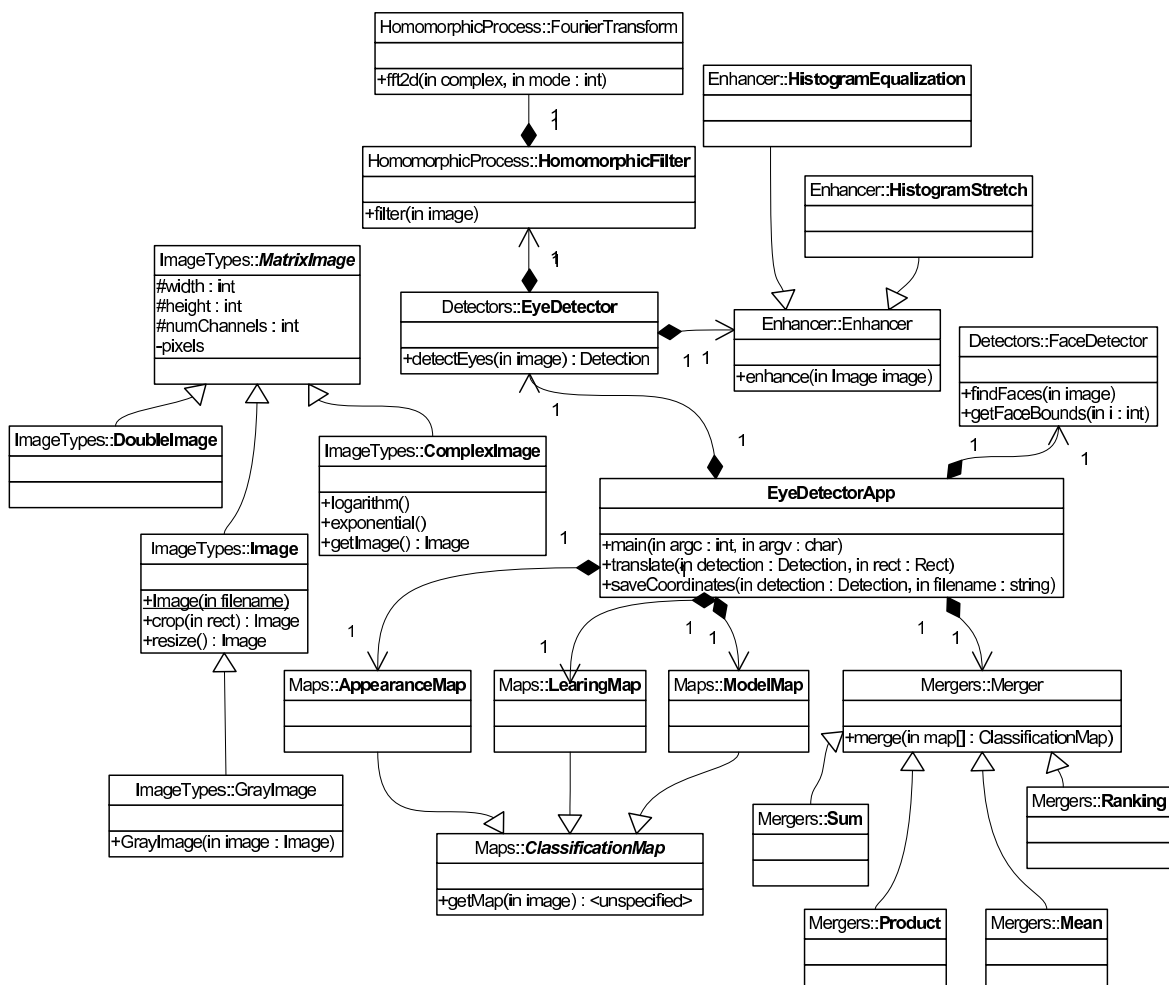 HomomorphicProcess::FourierTransform
+fft2d(in complex, in mode : int)
1
1
HomomorphicProcess::HomomorphicFilter
+filter(in image)
Enhancer::HistogramEqualization
Enhancer::HistogramStretch
ImageTypes::MatrixImage
#width : int
#height : int
#numChannels : int
-pixels
1
1
Detectors::EyeDetector
+detectEyes(in image) : Detection
1
1
Enhancer::Enhancer
+enhance(in Image image)
Detectors::FaceDetector
+findFaces(in image)
+getFaceBounds(in i : int)
ImageTypes::DoubleImage
ImageTypes::ComplexImage
+logarithm()
+exponential()
+getImage() : Image
1
1
1
1
EyeDetectorApp
+main(in argc : int, in argv : char)
+translate(in detection : Detection, in rect : Rect)
+saveCoordinates(in detection : Detection, in filename : string)
ImageTypes::Image
+Image(in filename)
+crop(in rect) : Image
+resize() : Image
1
1
1
1
1
1
1
1
Maps::AppearanceMap
Maps::LearingMap
Maps::ModelMap
Mergers::Merger
+merge(in map[] : ClassificationMap)
ImageTypes::GrayImage
+GrayImage(in image : Image)
Maps::ClassificationMap
+getMap(in image) : <unspecified>
Mergers::Sum
Mergers::Ranking
Mergers::Product
Mergers::Mean